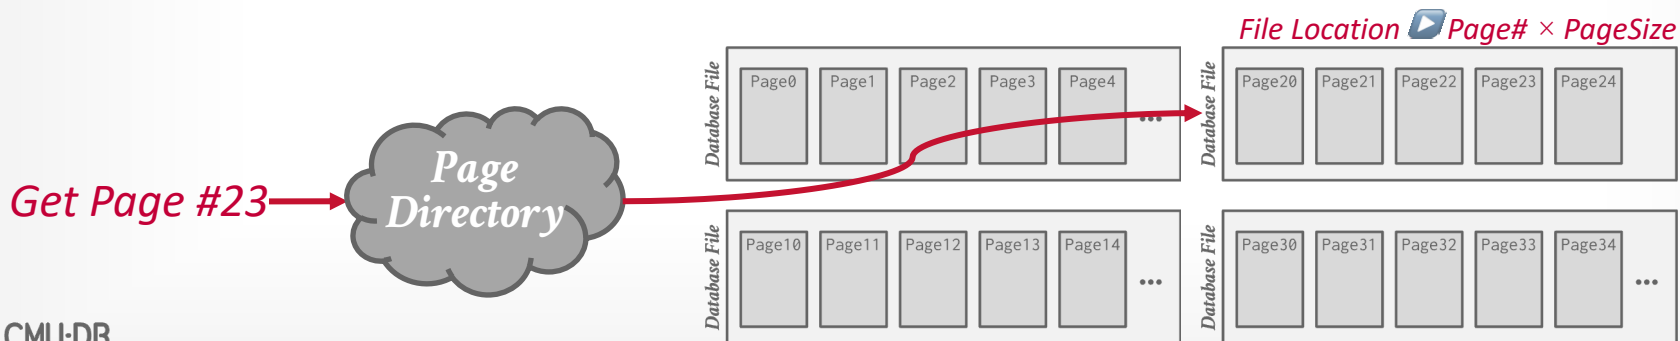 File Location ▶ Page# × PageSize
Database File
Page0 Page1 Page2 Page3 Page4
...
Database File
Page20 Page21 Page22 Page23 Page24
Get Page #23
Page
Directory
Database File
Page10 Page11 Page12 Page13 Page14
...
Database File
Page30 Page31 Page32 Page33 Page34
...
CMU·DB